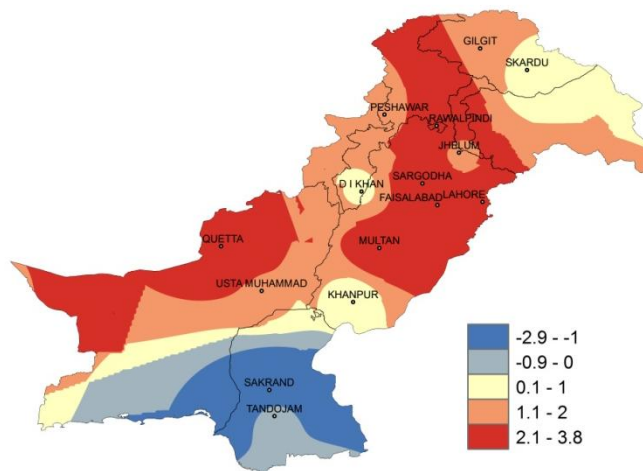 GILGIT
SKARDU
PESHAWAR
RAWALPINDI
JHELUM
D I KHAN
SARGODHA
FAISALABAD
LAHORE
QUETTA
MULTAN
USTA MUHAMMAD
KHANPUR
SAKRAND
TANDOJAM
-2.9 - -1
-0.9 - 0
0.1 - 1
1.1 - 2
2.1 - 3.8